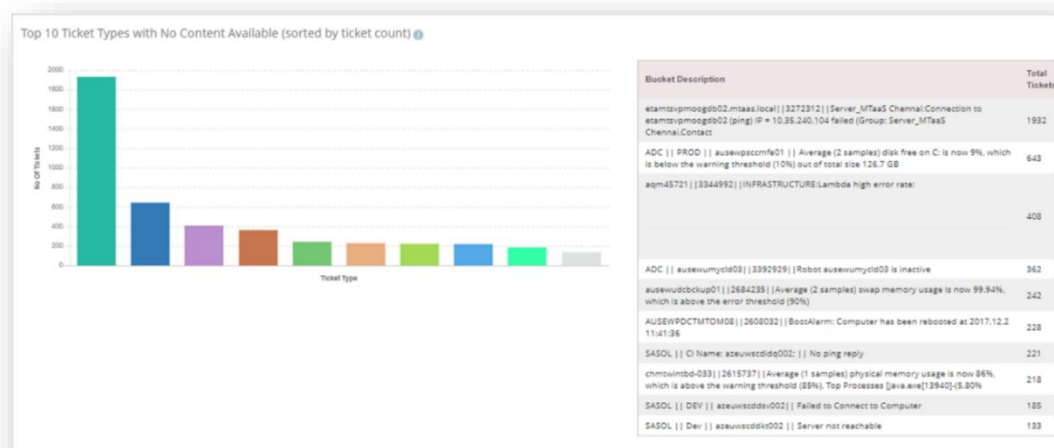 Top 10 Ticket Types with No Content Available (sorted by ticket count)
2000
1800
1600
1400
1200
1000
800
600
400
200
0
No Of Tickets
Ticket Type
Bucket Description
Total
Tickets
etamtsvpmoogdb02.mtaas.local||3272312||Server_MTaaS Chennai:Connection to
etamtsvpmoogdb02 (ping) IP = 10.35.240.104 failed (Group: Server_MTaaS
Chennai,Contact
1932
ADC || PROD || ausewpsccmfe01 || Average (2 samples) disk free on C: is now 9%, which
is below the warning threshold (10%) out of total size 126.7 GB
643
aqm45721||3344992||INFRASTRUCTURE:Lambda high error rate:
408
ADC || ausewumycld03||3392929||Robot ausewumycld03 is inactive
362
ausewudcbckup01||2684235||Average (2 samples) swap memory usage is now 99.94%,
which is above the error threshold (90%)
242
AUSEWPDCTMTOM08||2608032||BootAlarm: Computer has been rebooted at 2017.12.2
11:41:36
228
SASOL || CI Name: azeuwscdidq002; || No ping reply
221
chmtwintbd-033||2615737||Average (1 samples) physical memory usage is now 86%,
which is above the warning threshold (85%). Top Processes [java.exe[13940]-(5.80%
218
SASOL || DEV || azeuwscddsv002|| Failed to Connect to Computer
185
SASOL || Dev || azeuwscddkt002 || Server not reachable
133